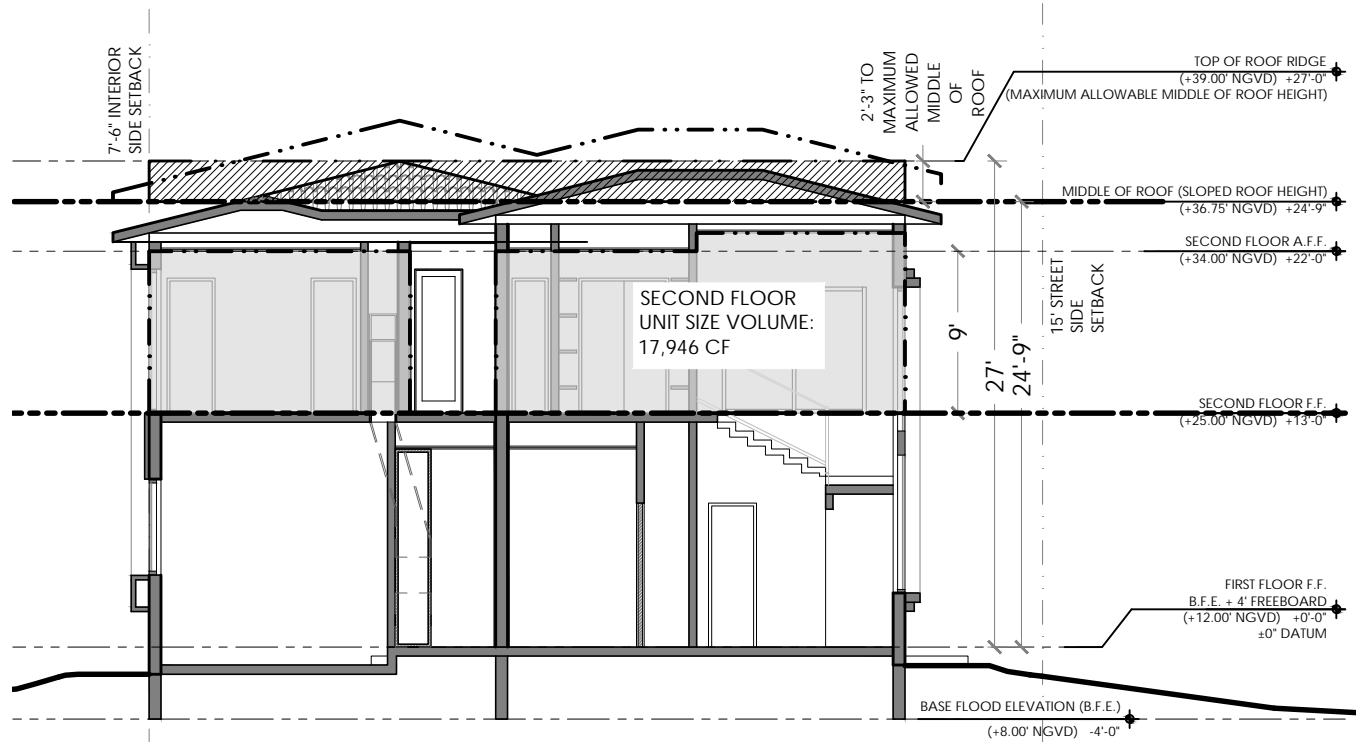 7'-6" INTERIOR
SIDE SETBACK
2'-3" TO
MAXIMUM
ALLOWED
MIDDLE
OF
ROOF
TOP OF ROOF RIDGE
(+39.00' NGVD) +27'-0"
(MAXIMUM ALLOWABLE MIDDLE OF ROOF HEIGHT)
MIDDLE OF ROOF (SLOPED ROOF HEIGHT)
(+36.75' NGVD) +24'-9"
SECOND FLOOR A.F.F.
(+34.00' NGVD) +22'-0"
SECOND FLOOR
UNIT SIZE VOLUME:
17,946 CF
9'
27'
24'-9"
15' STREET
SIDE
SETBACK
SECOND FLOOR F.F.
(+25.00' NGVD) +13'-0"
FIRST FLOOR F.F.
B.F.E. + 4' FREEBOARD
(+12.00' NGVD) +0'-0"
±0" DATUM
BASE FLOOD ELEVATION (B.F.E.)
(+8.00' NGVD) -4'-0"